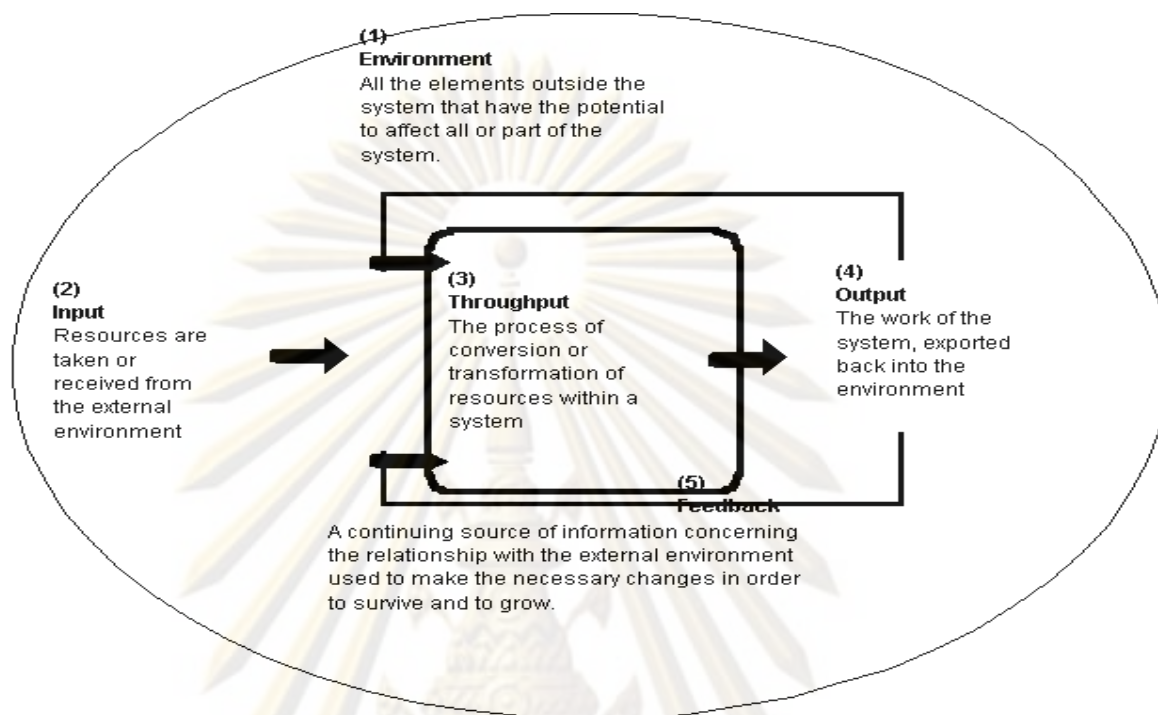 (1)
Environment
All the elements outside the
system that have the potential
to affect all or part of the
system.
(2)
Input
Resources are
taken or
received from
the external
environment
(3)
Throughput
The process of
conversion or
transformation of
resources within a
system
(4)
Output
The work of the
system, exported
back into the
environment
(5)
Feedback
A continuing source of information concerning
the relationship with the external environment
used to make the necessary changes in order
to survive and to grow.